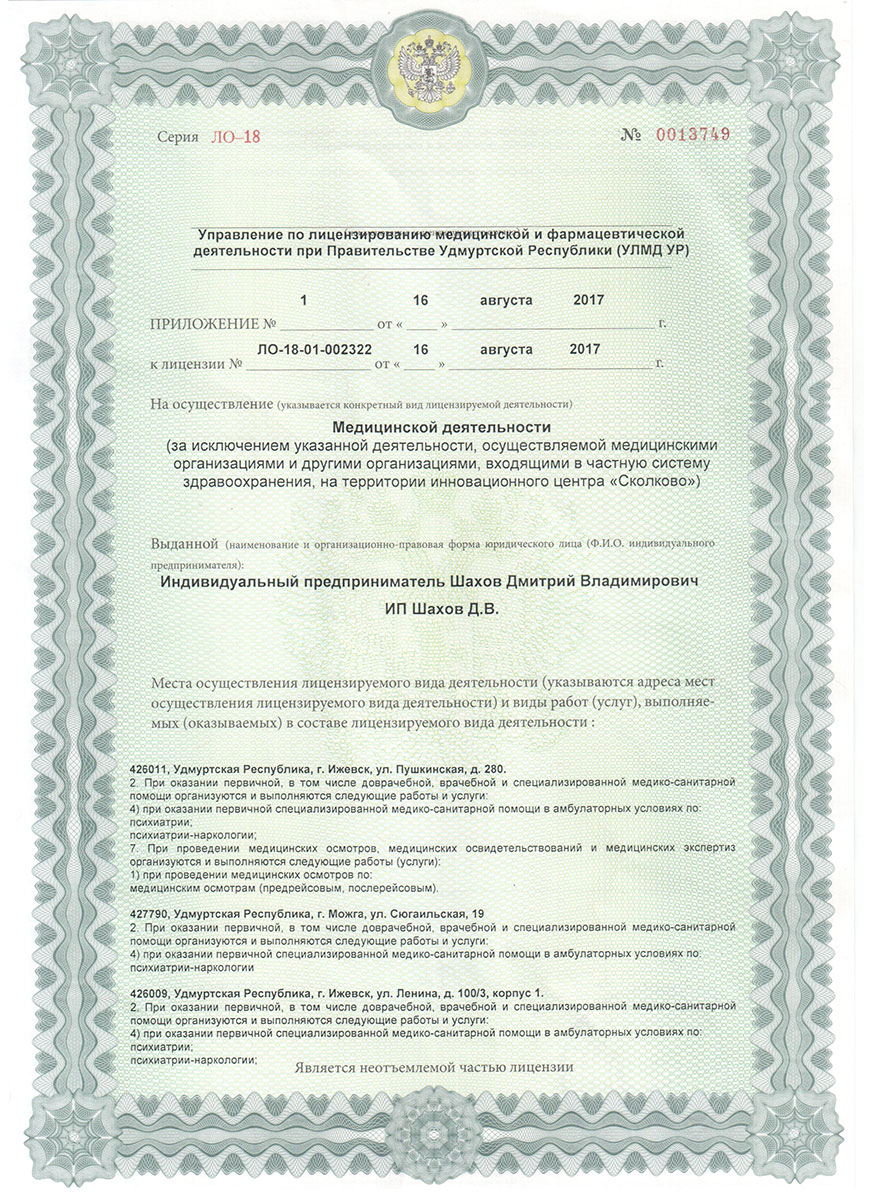 Серия ЛО–18 № 0013749
Управление по лицензированию медицинской и фармацевтической
деятельности при Правительстве Удмуртской Республики (УЛМД УР)
1 16 августа 2017
ПРИЛОЖЕНИЕ № ____ от « ____ » ____ г.
ЛО-18-01-002322 16 августа 2017
к лицензии № ____ от « ____ » ____ г.
На осуществление (указывается конкретный вид лицензируемой деятельности)
Медицинской деятельности
(за исключением указанной деятельности, осуществляемой медицинскими
организациями и другими организациями, входящими в частную систему
здравоохранения, на территории инновационного центра «Сколково»)
Выданной (наименование и организационно-правовая форма юридического лица (Ф.И.О. индивидуального
предпринимателя):
Индивидуальный предприниматель Шахов Дмитрий Владимирович
ИП Шахов Д.В.
Места осуществления лицензируемого вида деятельности (указываются адреса мест
осуществления лицензируемого вида деятельности) и виды работ (услуг), выполняе-
мых (оказываемых) в составе лицензируемого вида деятельности :
426011, Удмуртская Республика, г. Ижевск, ул. Пушкинская, д. 280.
2. При оказании первичной, в том числе доврачебной, врачебной и специализированной медико-санитарной
помощи организуются и выполняются следующие работы и услуги:
4) при оказании первичной специализированной медико-санитарной помощи в амбулаторных условиях по:
психиатрии;
психиатрии-наркологии;
7. При проведении медицинских осмотров, медицинских освидетельствований и медицинских экспертиз
организуются и выполняются следующие работы (услуги):
1) при проведении медицинских осмотров по:
медицинским осмотрам (предрейсовым, послерейсовым).
427790, Удмуртская Республика, г. Можга, ул. Сюгаильская, 19
2. При оказании первичной, в том числе доврачебной, врачебной и специализированной медико-санитарной
помощи организуются и выполняются следующие работы и услуги:
4) при оказании первичной специализированной медико-санитарной помощи в амбулаторных условиях по:
психиатрии-наркологии
426009, Удмуртская Республика, г. Ижевск, ул. Ленина, д. 100/3, корпус 1.
2. При оказании первичной, в том числе доврачебной, врачебной и специализированной медико-санитарной
помощи организуются и выполняются следующие работы и услуги:
4) при оказании первичной специализированной медико-санитарной помощи в амбулаторных условиях по:
психиатрии;
психиатрии-наркологии;
Является неотъемлемой частью лицензии